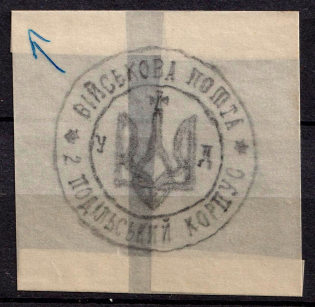 ВІЙСЬКОВА ПОШТА
У Д
* 2 ПОДІЛЬСЬКИЙ КОРПУС *